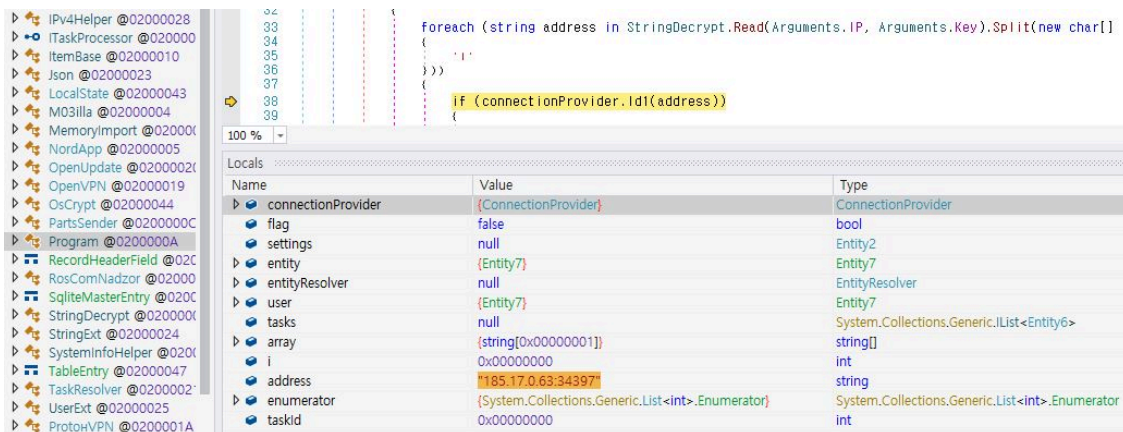 IPv4Helper @02000028
ITaskProcessor @020000
ItemBase @02000010
Json @02000023
LocalState @02000043
M03illa @02000004
MemoryImport @020000
NordApp @02000005
OpenUpdate @0200002
OpenVPN @02000019
OsCrypt @02000044
PartsSender @0200000C
Program @0200000A
RecordHeaderField @020
RosComNadzor @02000
SqliteMasterEntry @0200
StringDecrypt @020000
StringExt @02000024
SystemInfoHelper @020
TableEntry @02000047
TaskResolver @0200002
UserExt @02000025
ProtoнVPN @0200001A
32 {
33 foreach (string address in StringDecrypt.Read(Arguments.IP, Arguments.Key).Split(new char[]
34 {
35 '|'
36 }))
37 {
38 if (connectionProvider.Id1(address))
39 {
100 %
Locals
Name Value Type
connectionProvider {ConnectionProvider} ConnectionProvider
flag false bool
settings null Entity2
entity {Entity7} Entity7
entityResolver null EntityResolver
user {Entity7} Entity7
tasks null System.Collections.Generic.IList<Entity6>
array {string[0x00000001]} string[]
i 0x00000000 int
address "185.17.0.63:34397" string
enumerator {System.Collections.Generic.List<int>.Enumerator} System.Collections.Generic.List<int>.Enumerator
taskId 0x00000000 int